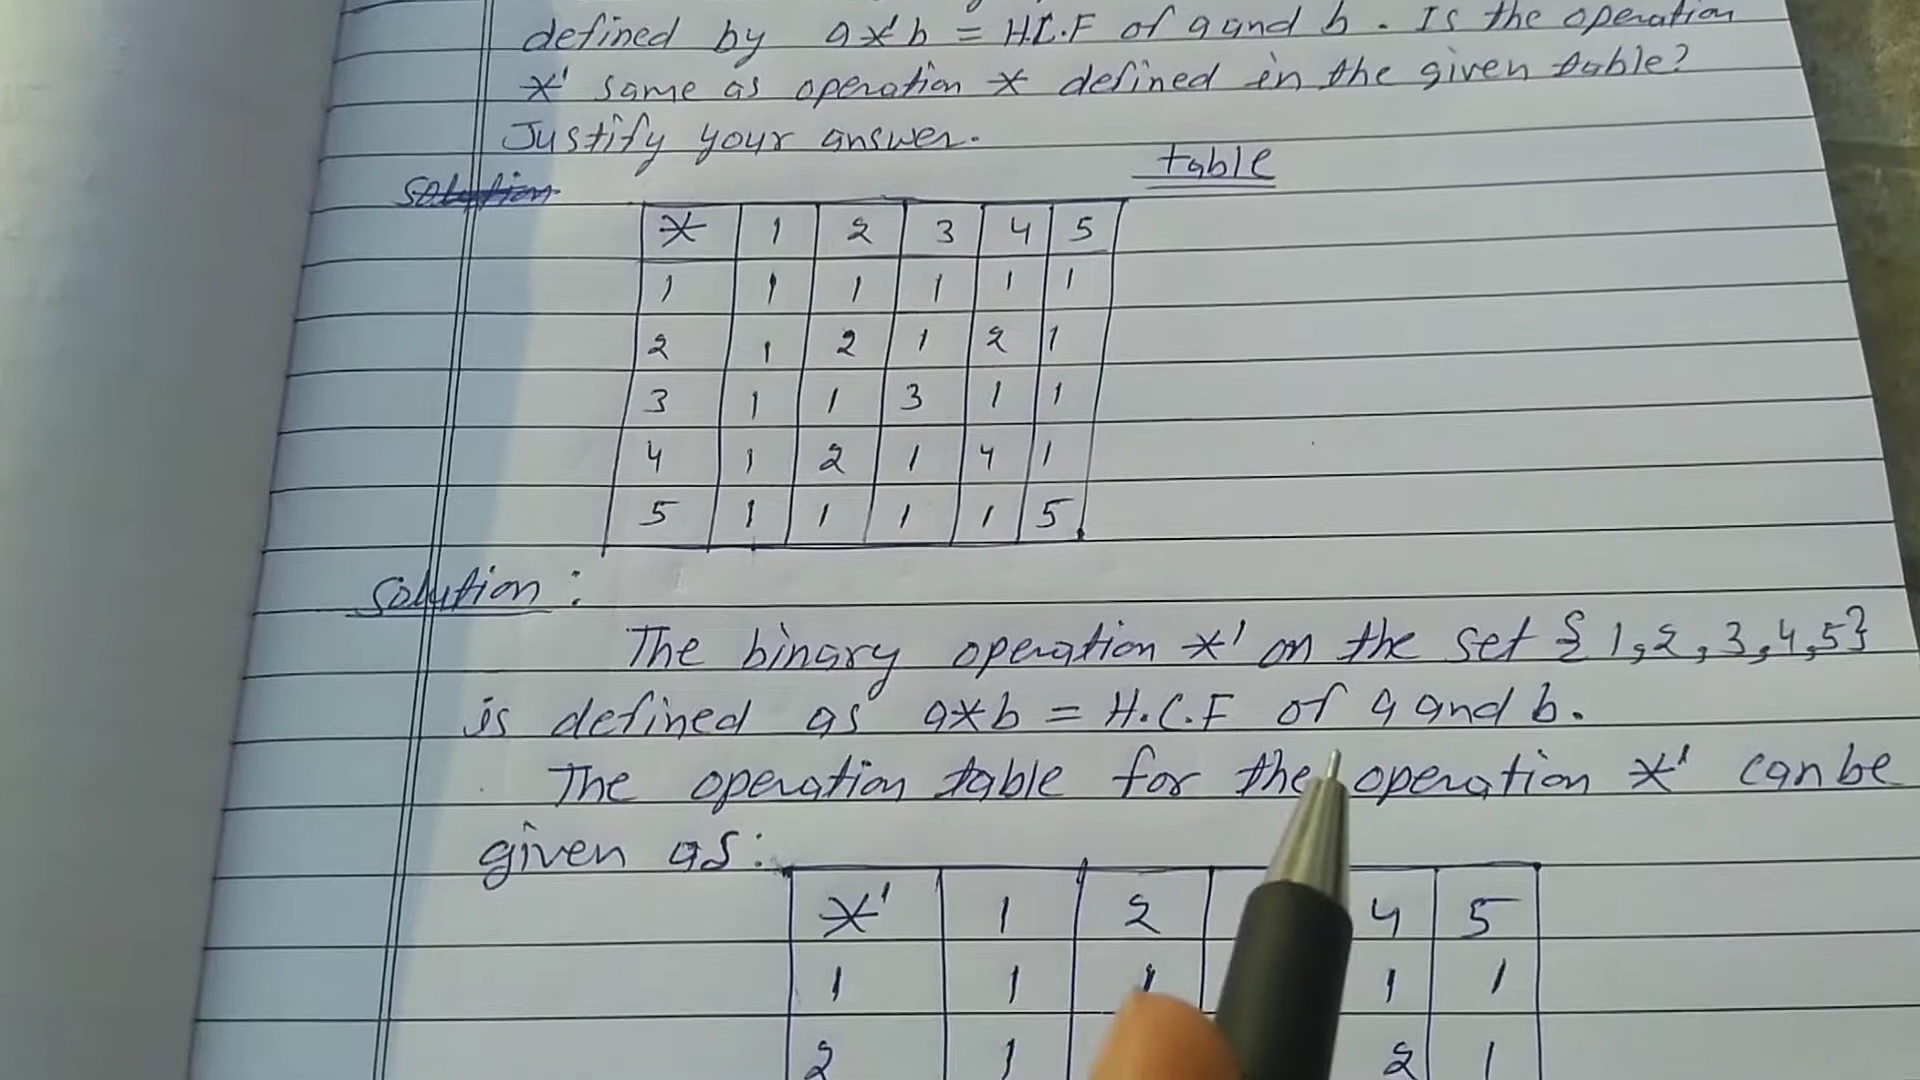 defined by a*'b = H.C.F of a and b. Is the operation
*' same as operation * defined in the given table?
Justify your answer.
table
Solution
* 1 2 3 4 5
1 1 1 1 1 1
2 1 2 1 2 1
3 1 1 3 1 1
4 1 2 1 4 1
5 1 1 1 1 5
Solution :
The binary operation *' on the set {1,2,3,4,5}
is defined as a*b = H.C.F of a and b.
The operation table for the operation *' can be
given as:
*' 1 2 4 5
1 1 1 1 1
2 1 2 1